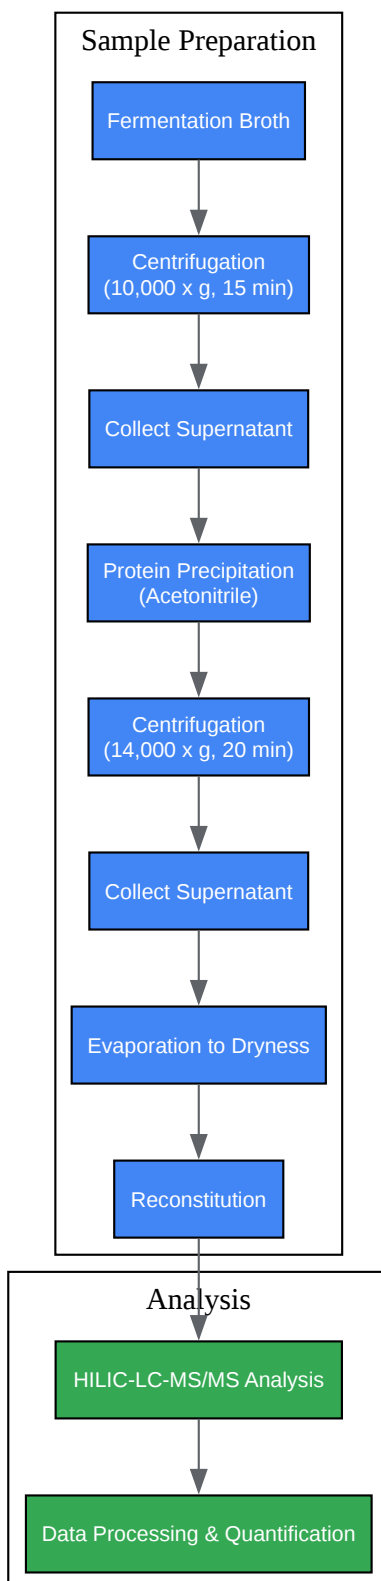 Sample Preparation
Fermentation Broth
Centrifugation
(10,000 x g, 15 min)
Collect Supernatant
Protein Precipitation
(Acetonitrile)
Centrifugation
(14,000 x g, 20 min)
Collect Supernatant
Evaporation to Dryness
Reconstitution
Analysis
HILIC-LC-MS/MS Analysis
Data Processing & Quantification